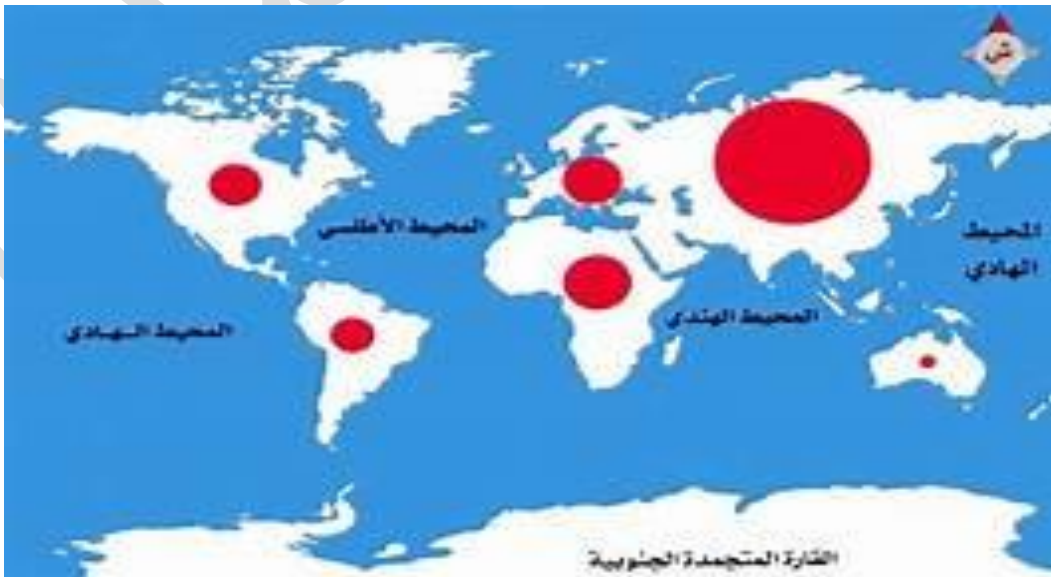 ش
المحيط الأطلسي
المحيط
الهادي
المحيط الهندي
المحيط الهادي
القارة المتجمدة الجنوبية